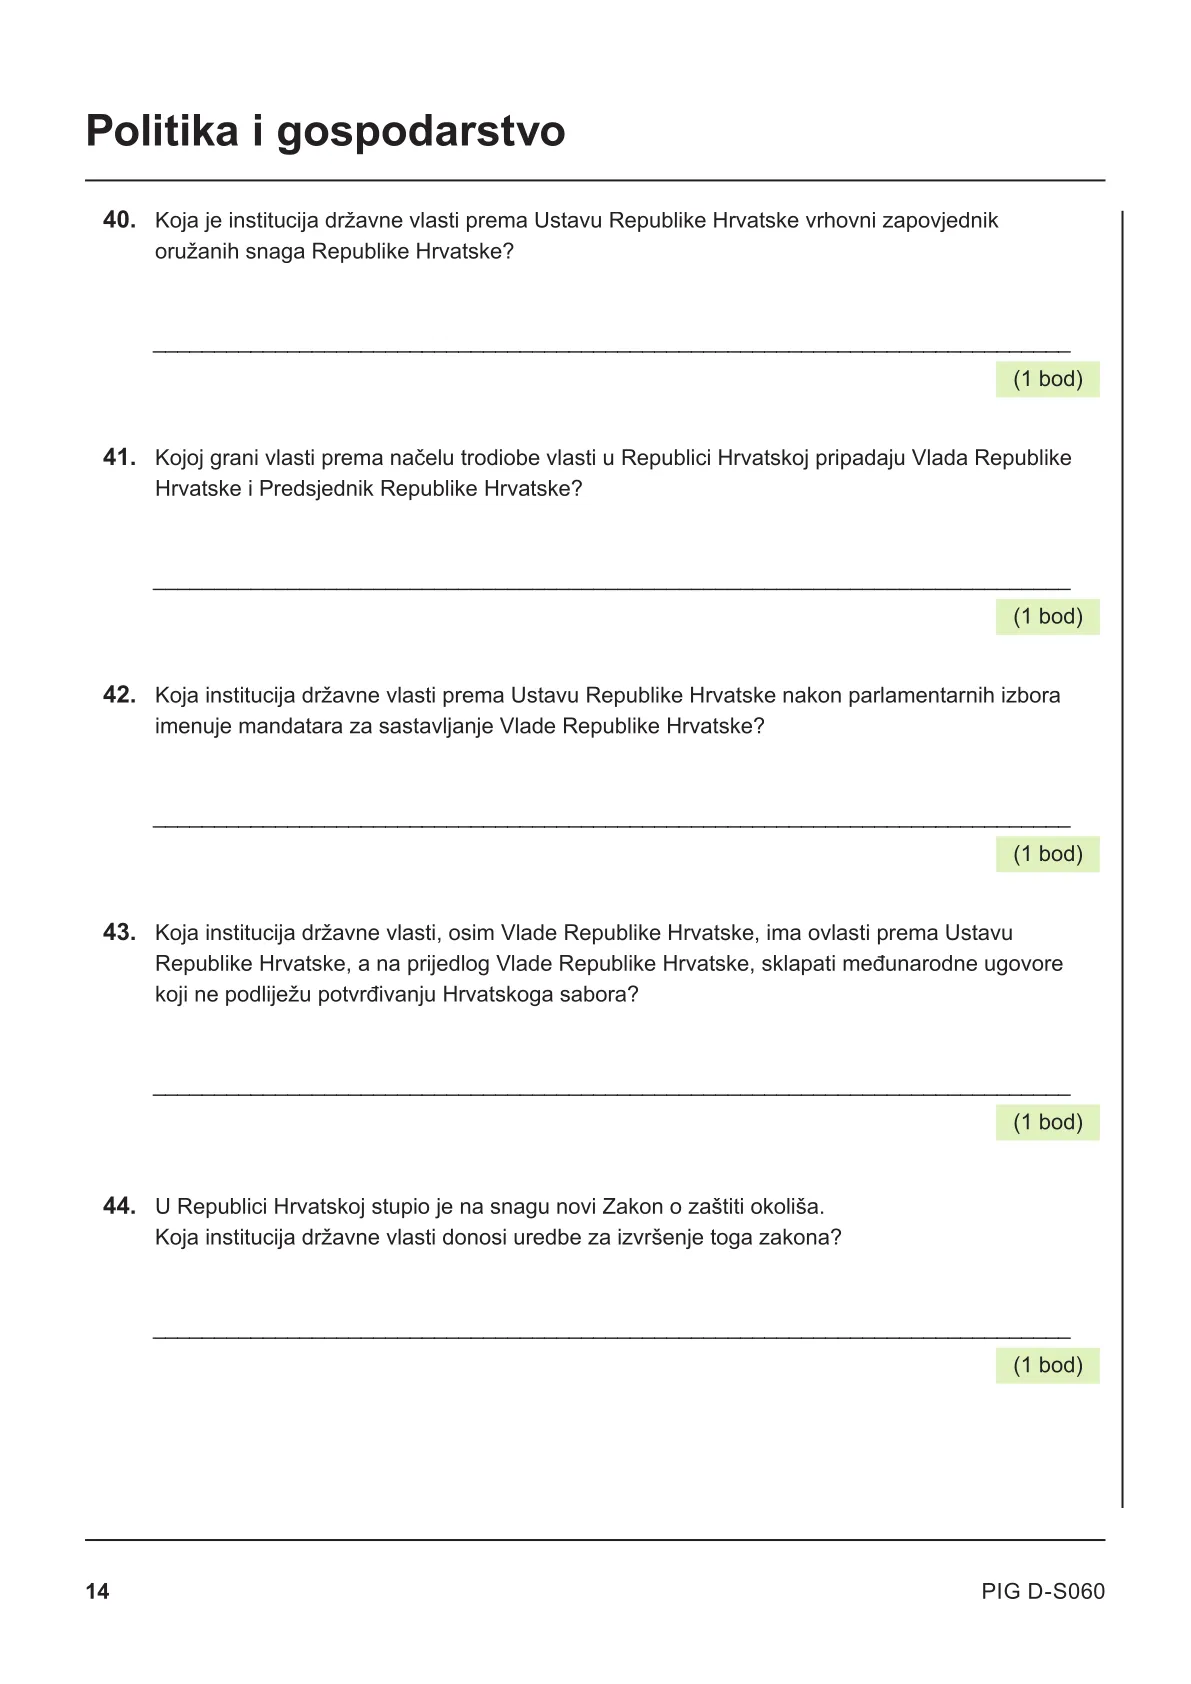 Politika i gospodarstvo
40. Koja je institucija državne vlasti prema Ustavu Republike Hrvatske vrhovni zapovjednik
oružanih snaga Republike Hrvatske?
(1 bod)
41. Kojoj grani vlasti prema načelu trodiobe vlasti u Republici Hrvatskoj pripadaju Vlada Republike
Hrvatske i Predsjednik Republike Hrvatske?
(1 bod)
42. Koja institucija državne vlasti prema Ustavu Republike Hrvatske nakon parlamentarnih izbora
imenuje mandatara za sastavljanje Vlade Republike Hrvatske?
(1 bod)
43. Koja institucija državne vlasti, osim Vlade Republike Hrvatske, ima ovlasti prema Ustavu
Republike Hrvatske, a na prijedlog Vlade Republike Hrvatske, sklapati međunarodne ugovore
koji ne podliježu potvrđivanju Hrvatskoga sabora?
(1 bod)
44. U Republici Hrvatskoj stupio je na snagu novi Zakon o zaštiti okoliša.
Koja institucija državne vlasti donosi uredbe za izvršenje toga zakona?
(1 bod)
14 PIG D-S060